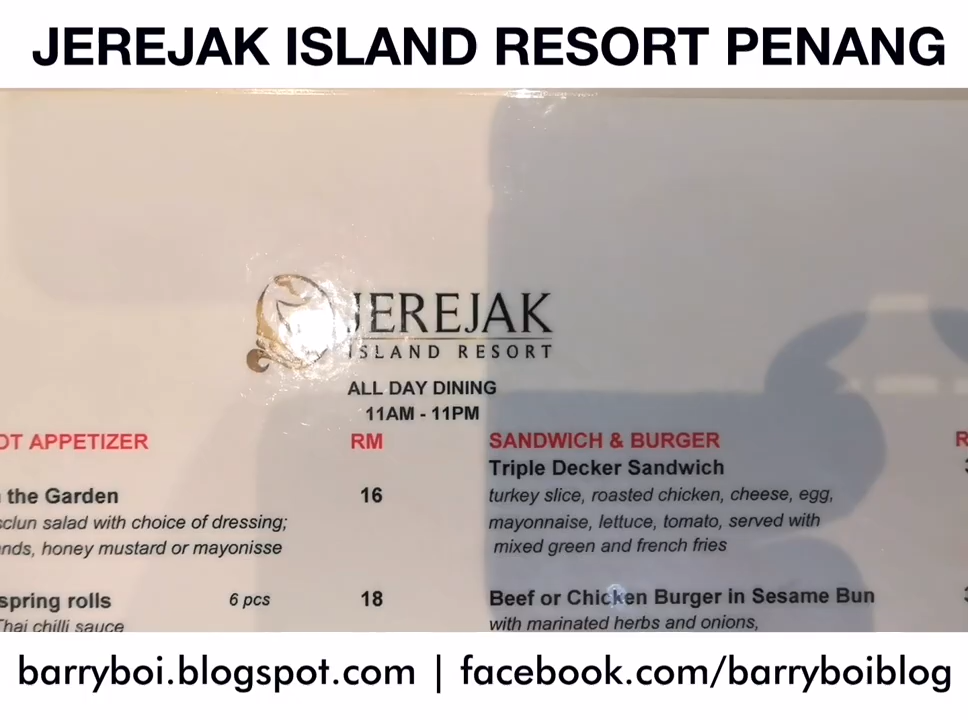 JEREJAK ISLAND RESORT PENANG
JEREJAK
ISLAND RESORT
ALL DAY DINING
11AM - 11PM
OT APPETIZER RM
the Garden 16
sclun salad with choice of dressing;
nds, honey mustard or mayonisse
spring rolls 6 pcs 18
Thai chilli sauce
SANDWICH & BURGER R
Triple Decker Sandwich
turkey slice, roasted chicken, cheese, egg,
mayonnaise, lettuce, tomato, served with
mixed green and french fries
Beef or Chicken Burger in Sesame Bun
with marinated herbs and onions,
barryboi.blogspot.com | facebook.com/barryboiblog